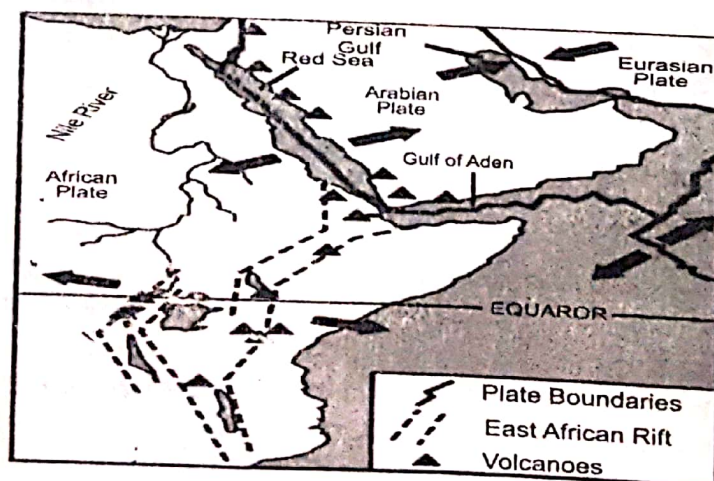 Persian
Gulf
Red Sea
Eurasian
Plate
Arabian
Plate
Nile River
African
Plate
Gulf of Aden
EQUAROR
Plate Boundaries
East African Rift
Volcanoes